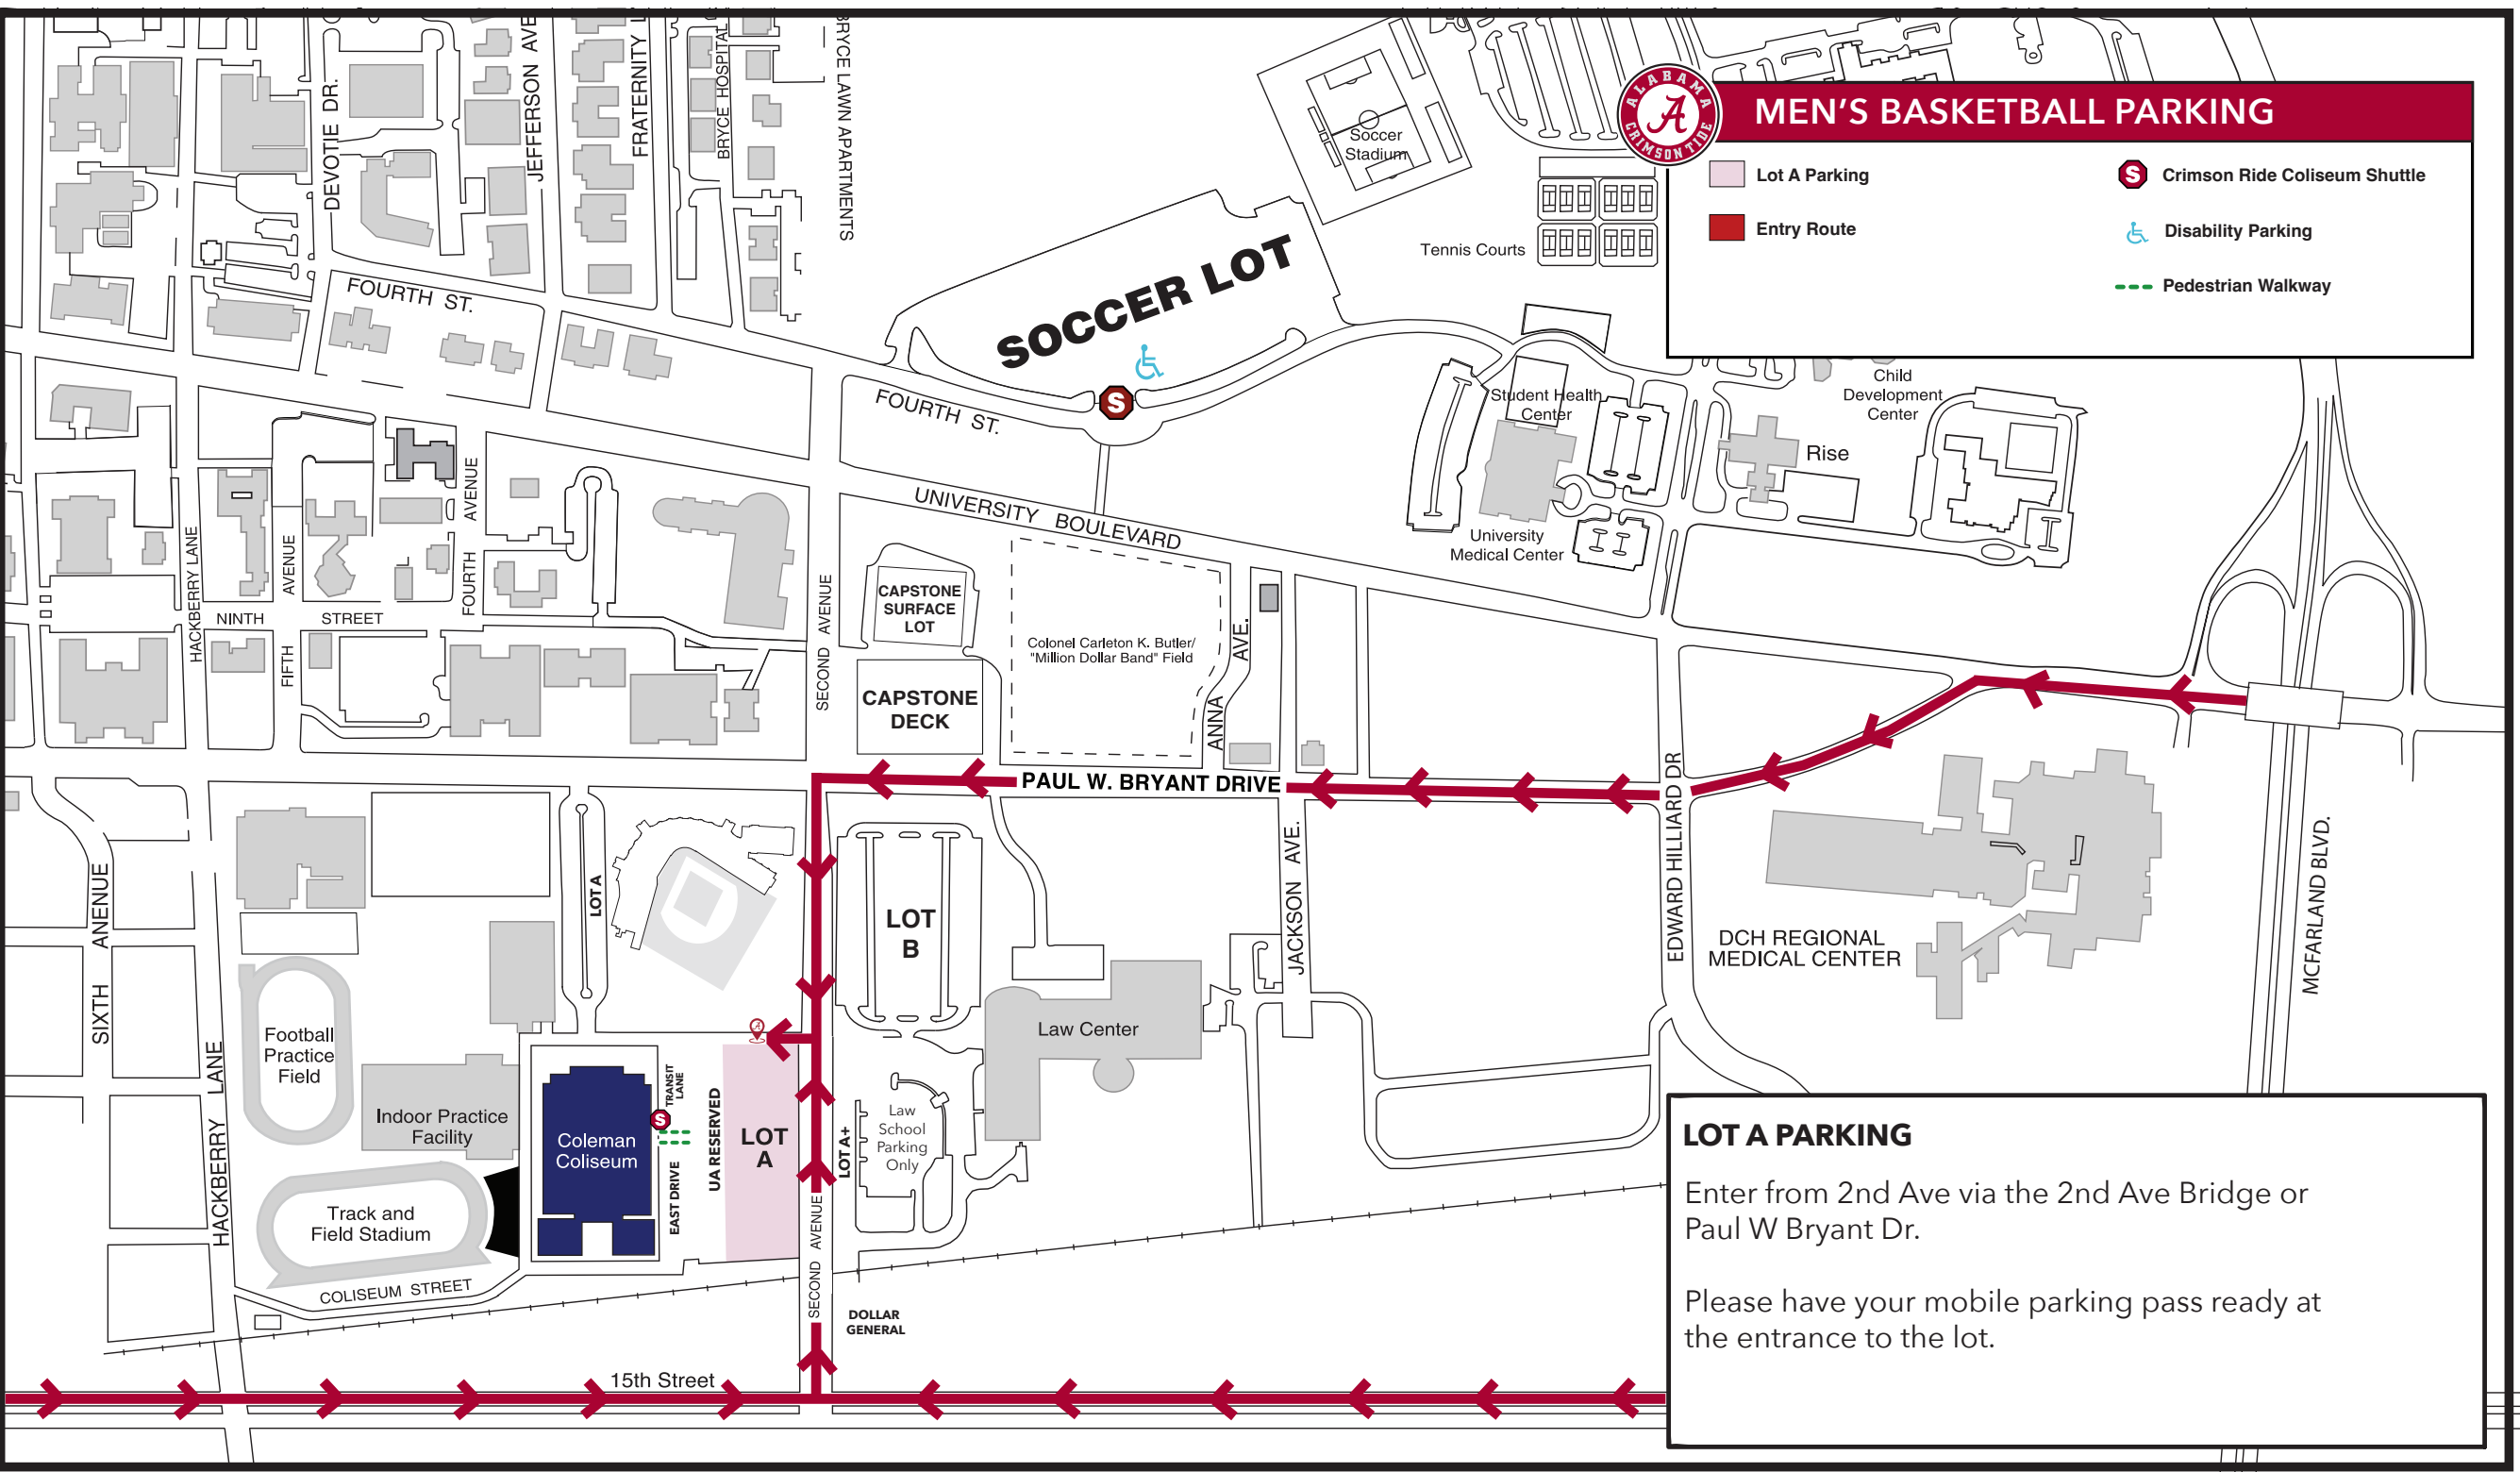 MEN'S BASKETBALL PARKING
ALABAMA
A
CRIMSON TIDE
Lot A Parking
Entry Route
S
Crimson Ride Coliseum Shuttle
Disability Parking
Pedestrian Walkway
DEVOTIE DR.
JEFFERSON AVE
FRATERNITY
BRYCE HOSPITAL
BRYCE LAWN APARTMENTS
Soccer
Stadium
Tennis Courts
SOCCER LOT
S
FOURTH ST.
FOURTH ST.
UNIVERSITY BOULEVARD
Student Health
Center
University
Medical Center
Rise
Child
Development
Center
HACKBERRY LANE
FIFTH AVENUE
FOURTH AVENUE
NINTH STREET
SECOND AVENUE
CAPSTONE
SURFACE
LOT
CAPSTONE
DECK
Colonel Carleton K. Butler/
"Million Dollar Band" Field
ANNA AVE.
PAUL W. BRYANT DRIVE
EDWARD HILLIARD DR
JACKSON AVE.
MCFARLAND BLVD.
DCH REGIONAL
MEDICAL CENTER
SIXTH ANENUE
HACKBERRY LANE
LOT A
LOT
B
Law Center
Football
Practice
Field
Indoor Practice
Facility
Track and
Field Stadium
Coleman
Coliseum
S
TRANSIT
LANE
EAST DRIVE
UA RESERVED
LOT
A
LOT A+
Law
School
Parking
Only
SECOND AVENUE
COLISEUM STREET
DOLLAR
GENERAL
15th Street
LOT A PARKING
Enter from 2nd Ave via the 2nd Ave Bridge or
Paul W Bryant Dr.
Please have your mobile parking pass ready at
the entrance to the lot.